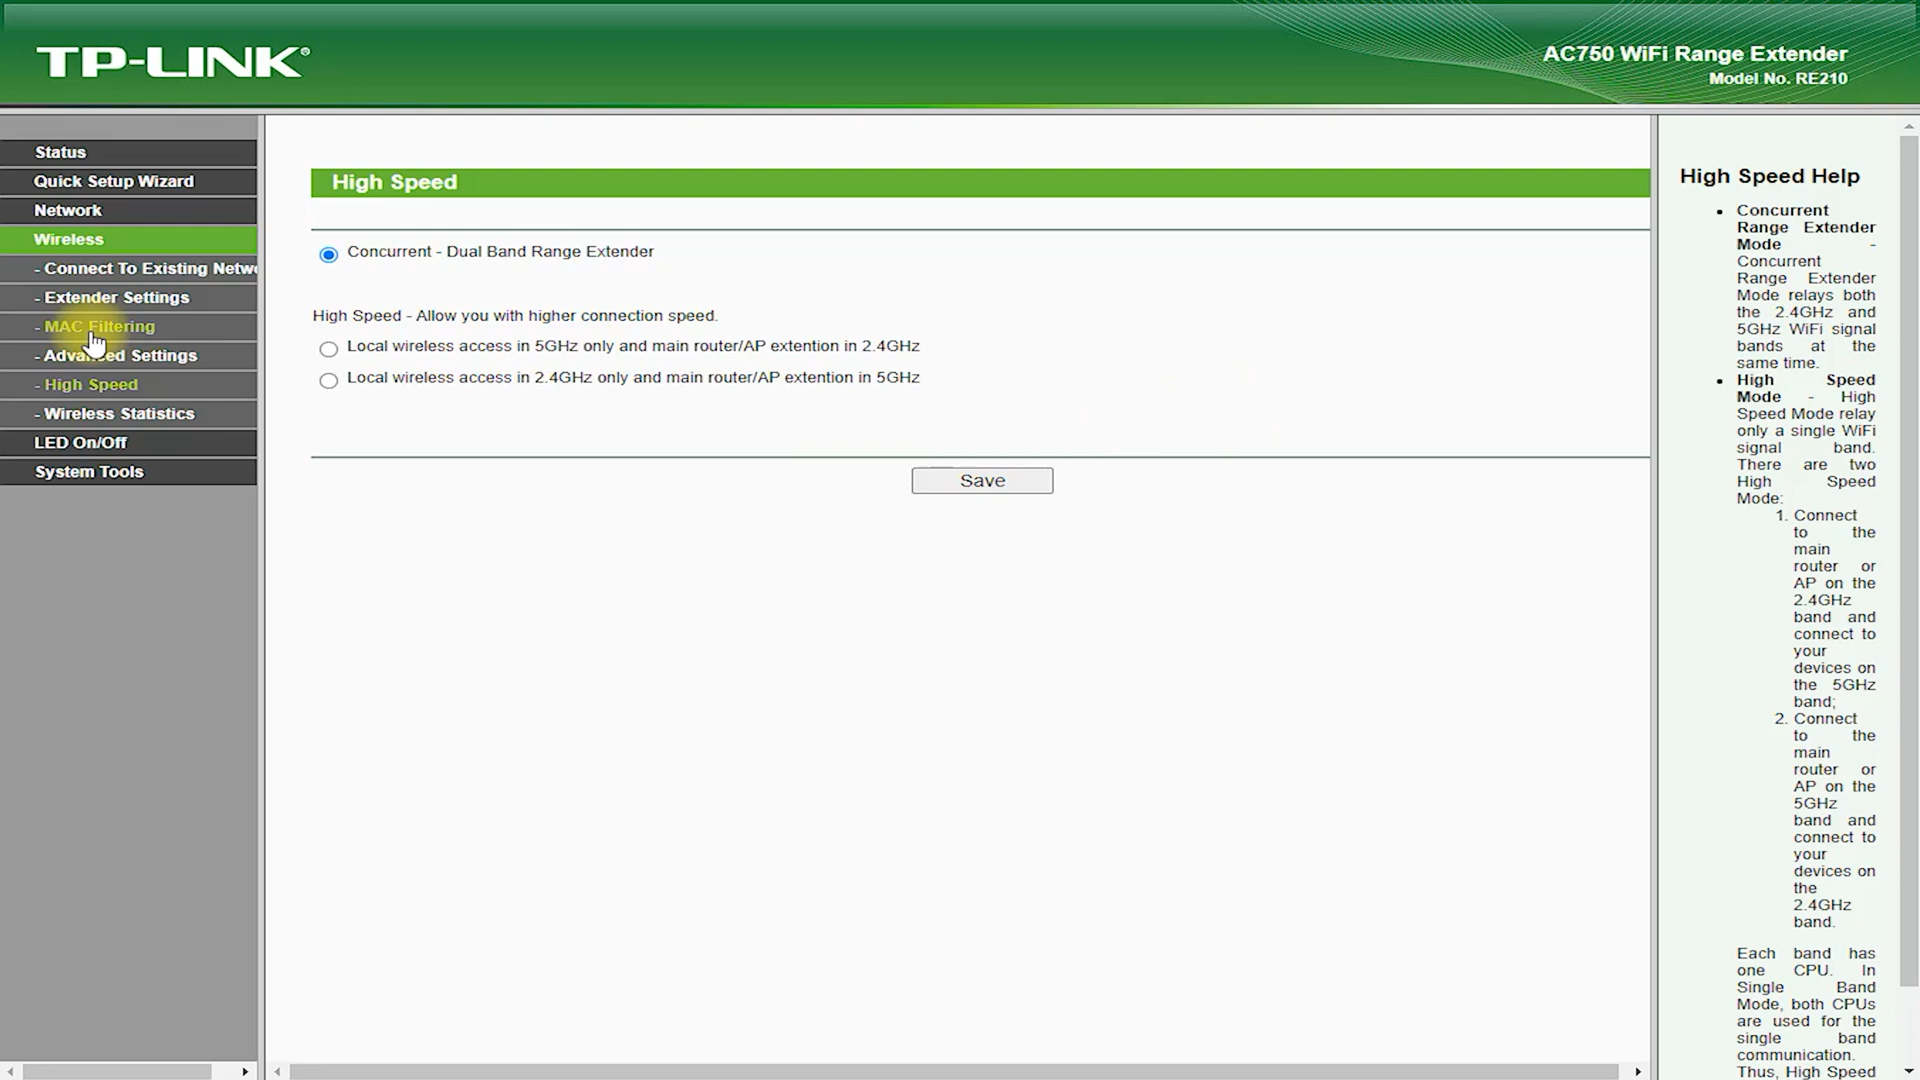 TP-LINK®
AC750 WiFi Range Extender
Model No. RE210
Status
Quick Setup Wizard
Network
Wireless
- Connect To Existing Netwo
- Extender Settings
- MAC Filtering
- Advanced Settings
- High Speed
- Wireless Statistics
LED On/Off
System Tools
High Speed
Concurrent - Dual Band Range Extender
High Speed - Allow you with higher connection speed.
Local wireless access in 5GHz only and main router/AP extention in 2.4GHz
Local wireless access in 2.4GHz only and main router/AP extention in 5GHz
Save
High Speed Help
• Concurrent
Range Extender
Mode -
Concurrent
Range Extender
Mode relays both
the 2.4GHz and
5GHz WiFi signal
bands at the
same time.
• High Speed
Mode - High
Speed Mode relay
only a single WiFi
signal band.
There are two
High Speed
Mode:
1. Connect
to the
main
router or
AP on the
2.4GHz
band and
connect to
your
devices on
the 5GHz
band;
2. Connect
to the
main
router or
AP on the
5GHz
band and
connect to
your
devices on
the
2.4GHz
band.
Each band has
one CPU. In
Single Band
Mode, both CPUs
are used for the
single band
communication.
Thus, High Speed